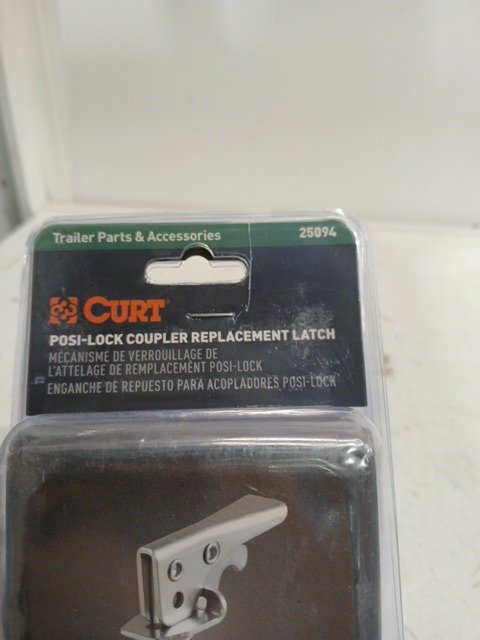 Trailer Parts & Accessories 25094
CURT®
POSI-LOCK COUPLER REPLACEMENT LATCH
MÉCANISME DE VERROUILLAGE DE
L'ATTELAGE DE REMPLACEMENT POSI-LOCK
ENGANCHE DE REPUESTO PARA ACOPLADORES POSI-LOCK